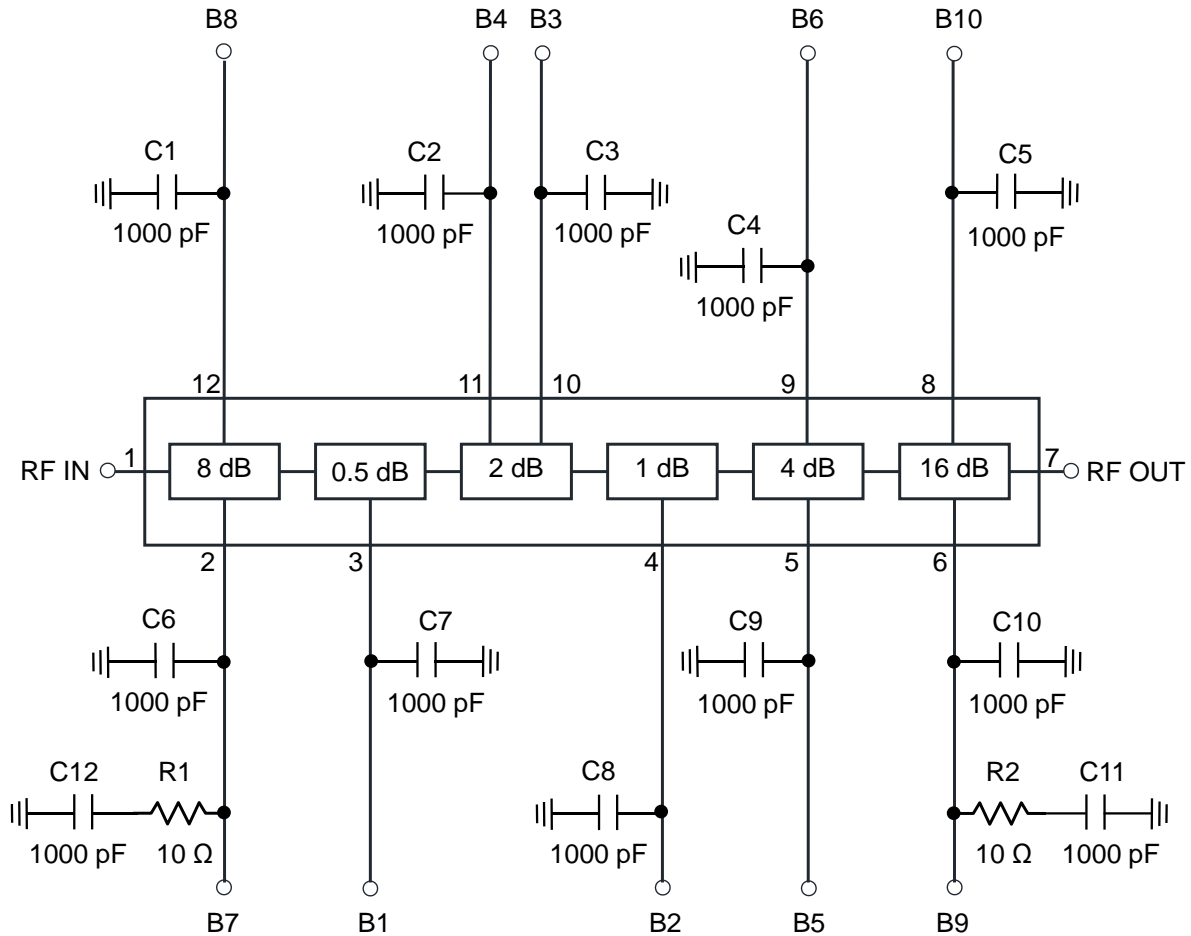 B8
B4
B3
B6
B10
C1
1000 pF
C2
1000 pF
C3
1000 pF
C4
1000 pF
C5
1000 pF
12
11
10
9
8
RF IN
1
8 dB
0.5 dB
2 dB
1 dB
4 dB
16 dB
7
RF OUT
2
3
4
5
6
C6
1000 pF
C7
1000 pF
C9
1000 pF
C10
1000 pF
C12
1000 pF
R1
10 Ω
C8
1000 pF
R2
10 Ω
C11
1000 pF
B7
B1
B2
B5
B9